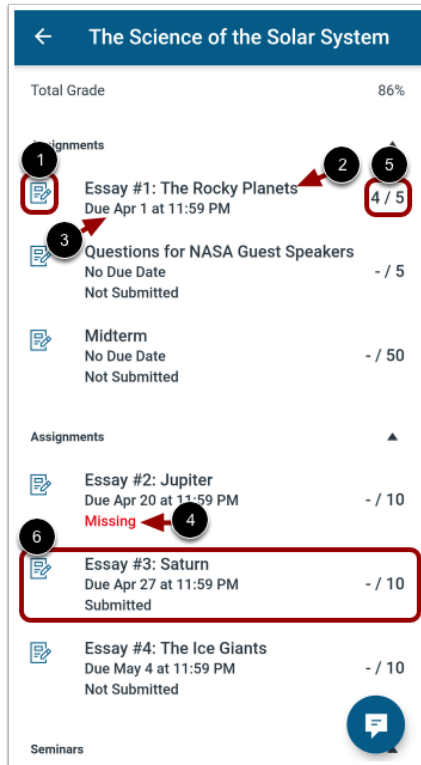 The Science of the Solar System
Total Grade 86%
Assignments
1
2
5
Essay #1: The Rocky Planets
4 / 5
Due Apr 1 at 11:59 PM
3
Questions for NASA Guest Speakers
No Due Date
- / 5
Not Submitted
Midterm
No Due Date
- / 50
Not Submitted
Assignments
Essay #2: Jupiter
Due Apr 20 at 11:59 PM
- / 10
Missing
4
6
Essay #3: Saturn
Due Apr 27 at 11:59 PM
- / 10
Submitted
Essay #4: The Ice Giants
Due May 4 at 11:59 PM
- / 10
Not Submitted
Seminars